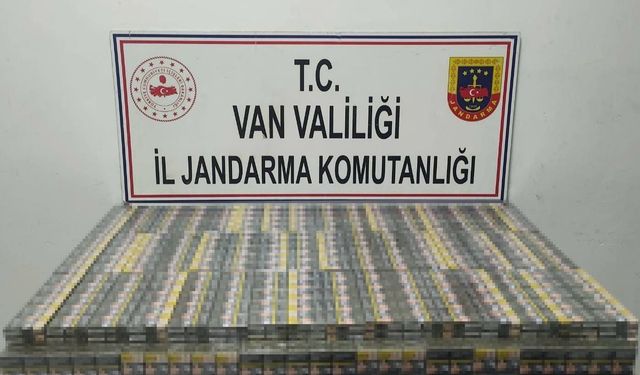 T.C.
VAN VALİLİĞİ
İL JANDARMA KOMUTANLIĞI
JANDARMA